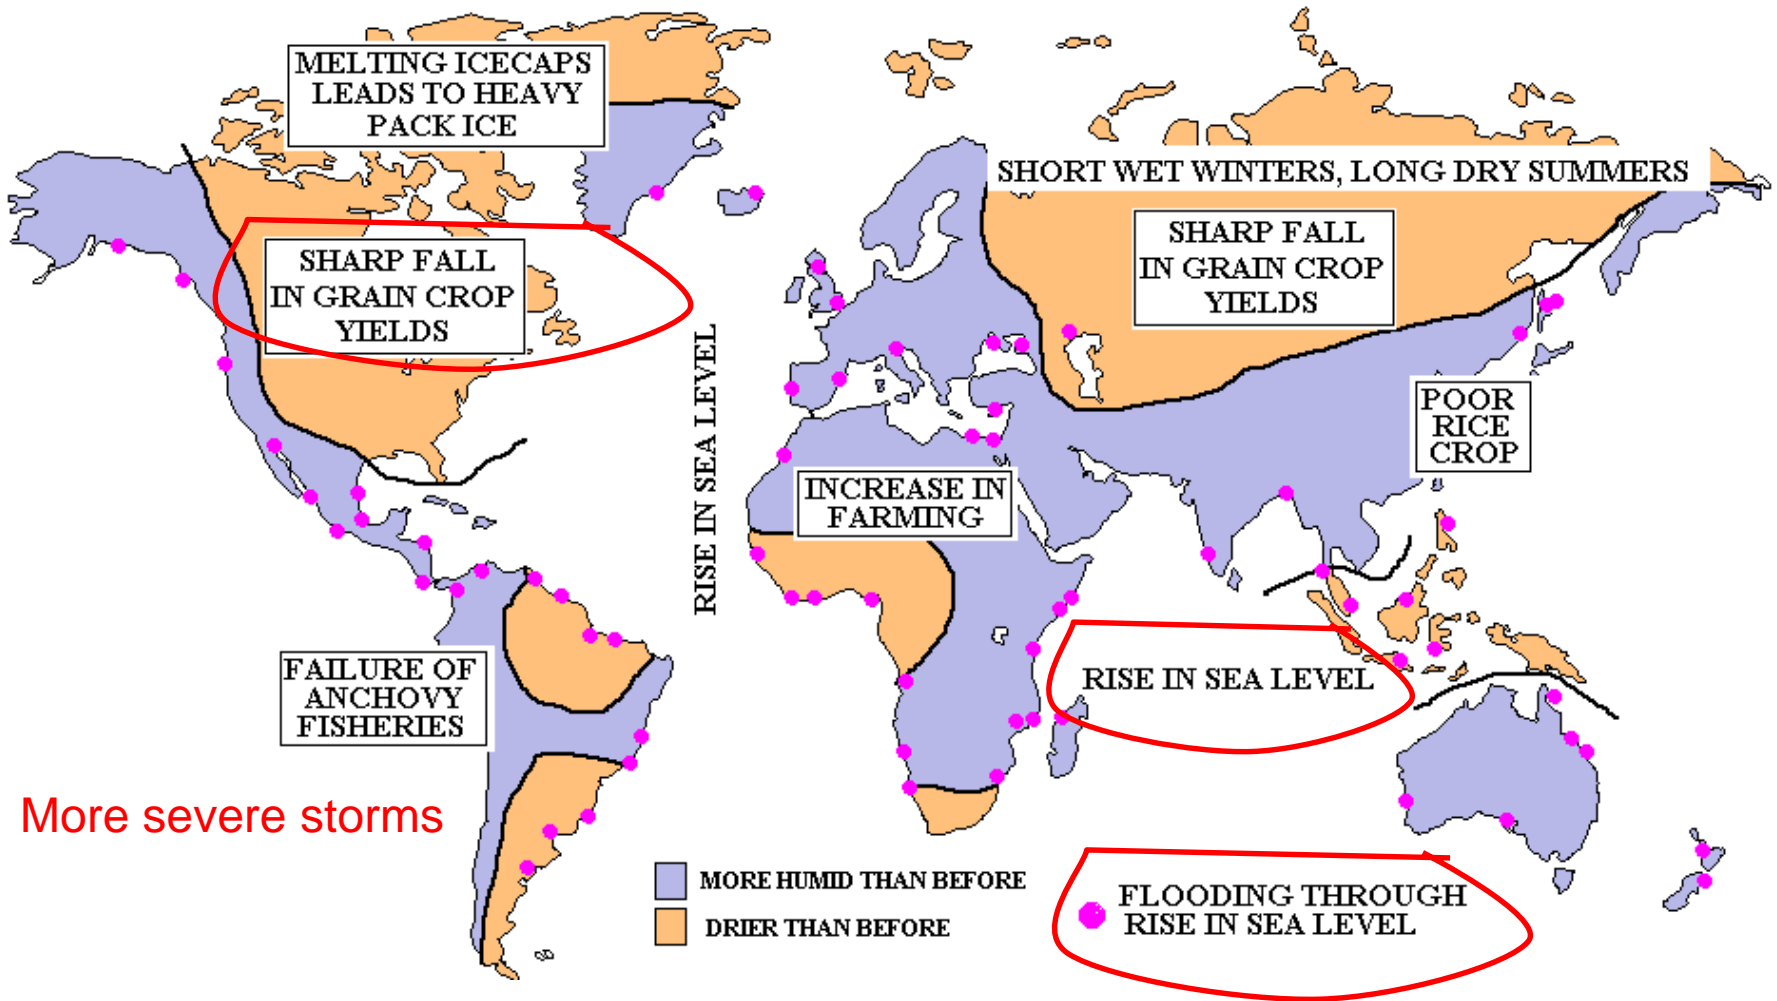 MELTING ICECAPS
LEADS TO HEAVY
PACK ICE
SHORT WET WINTERS, LONG DRY SUMMERS
SHARP FALL
IN GRAIN CROP
YIELDS
SHARP FALL
IN GRAIN CROP
YIELDS
RISE IN SEA LEVEL
POOR
RICE
CROP
INCREASE IN
FARMING
FAILURE OF
ANCHOVY
FISHERIES
RISE IN SEA LEVEL
More severe storms
MORE HUMID THAN BEFORE
DRIER THAN BEFORE
FLOODING THROUGH
RISE IN SEA LEVEL